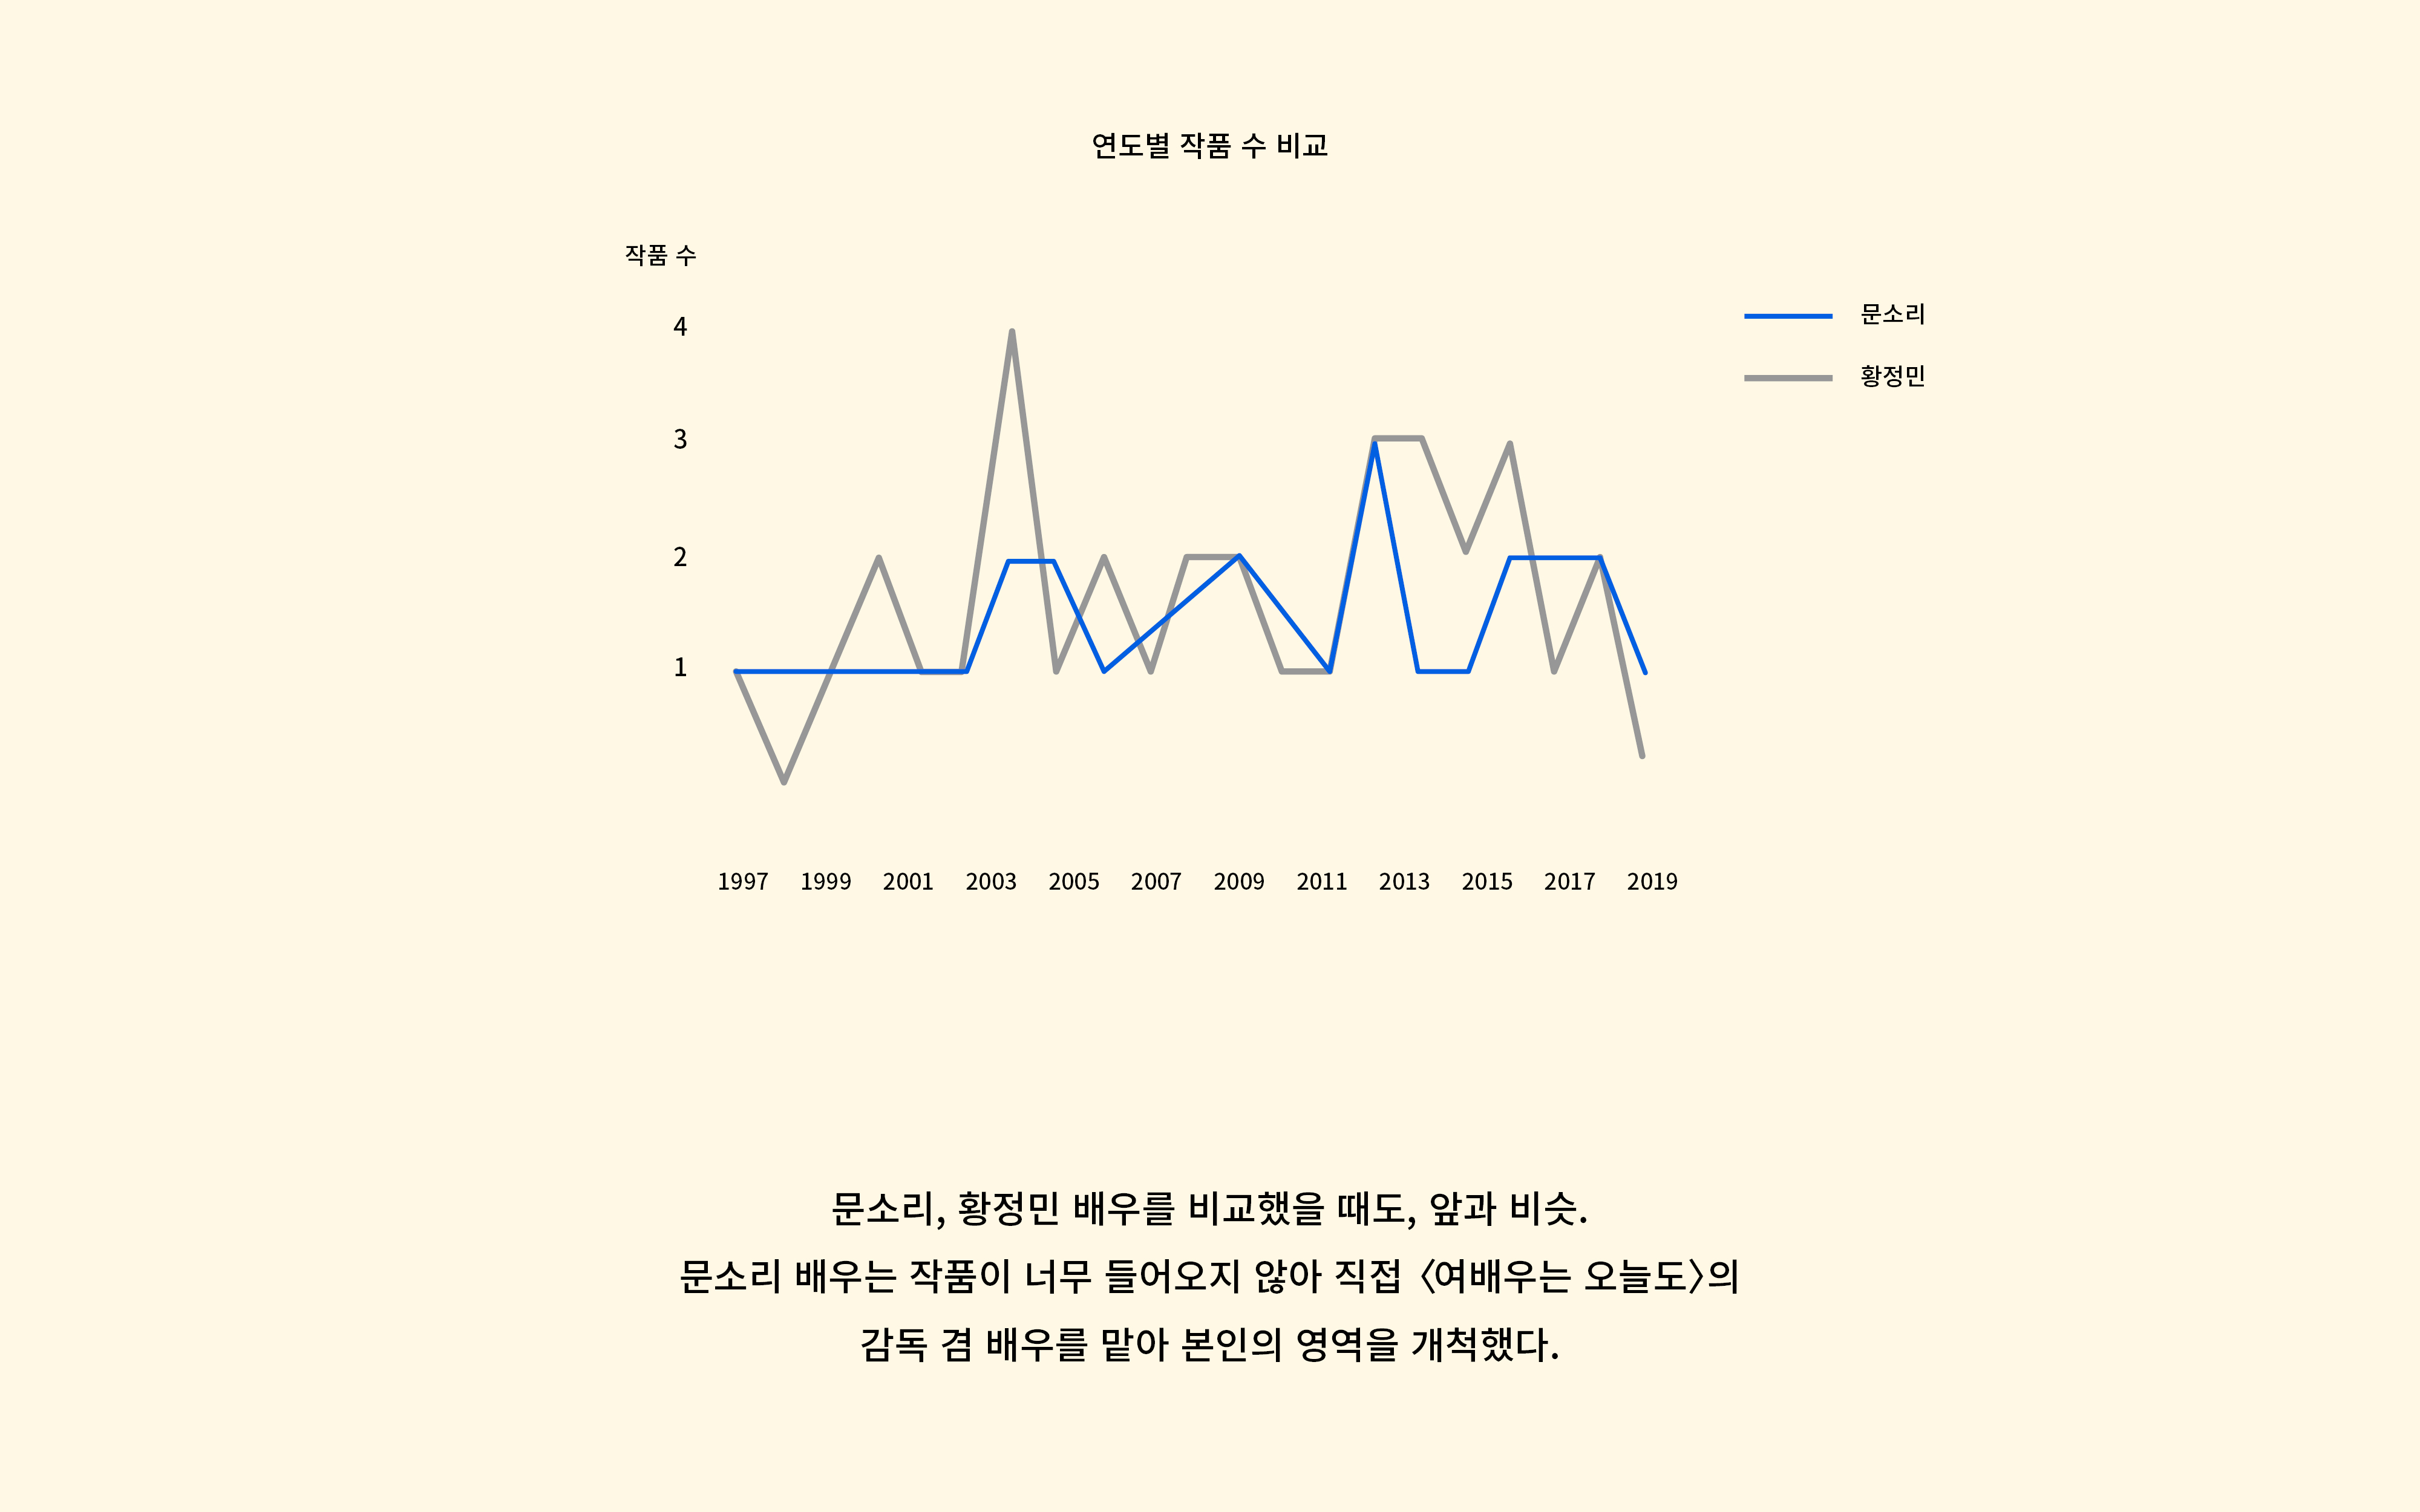 연도별 작품 수 비교
작품 수
4
3
2
1
문소리
황정민
1997 1999 2001 2003 2005 2007 2009 2011 2013 2015 2017 2019
문소리, 황정민 배우를 비교했을 때도, 앞과 비슷.
문소리 배우는 작품이 너무 들어오지 않아 직접 〈여배우는 오늘도〉의
감독 겸 배우를 맡아 본인의 영역을 개척했다.